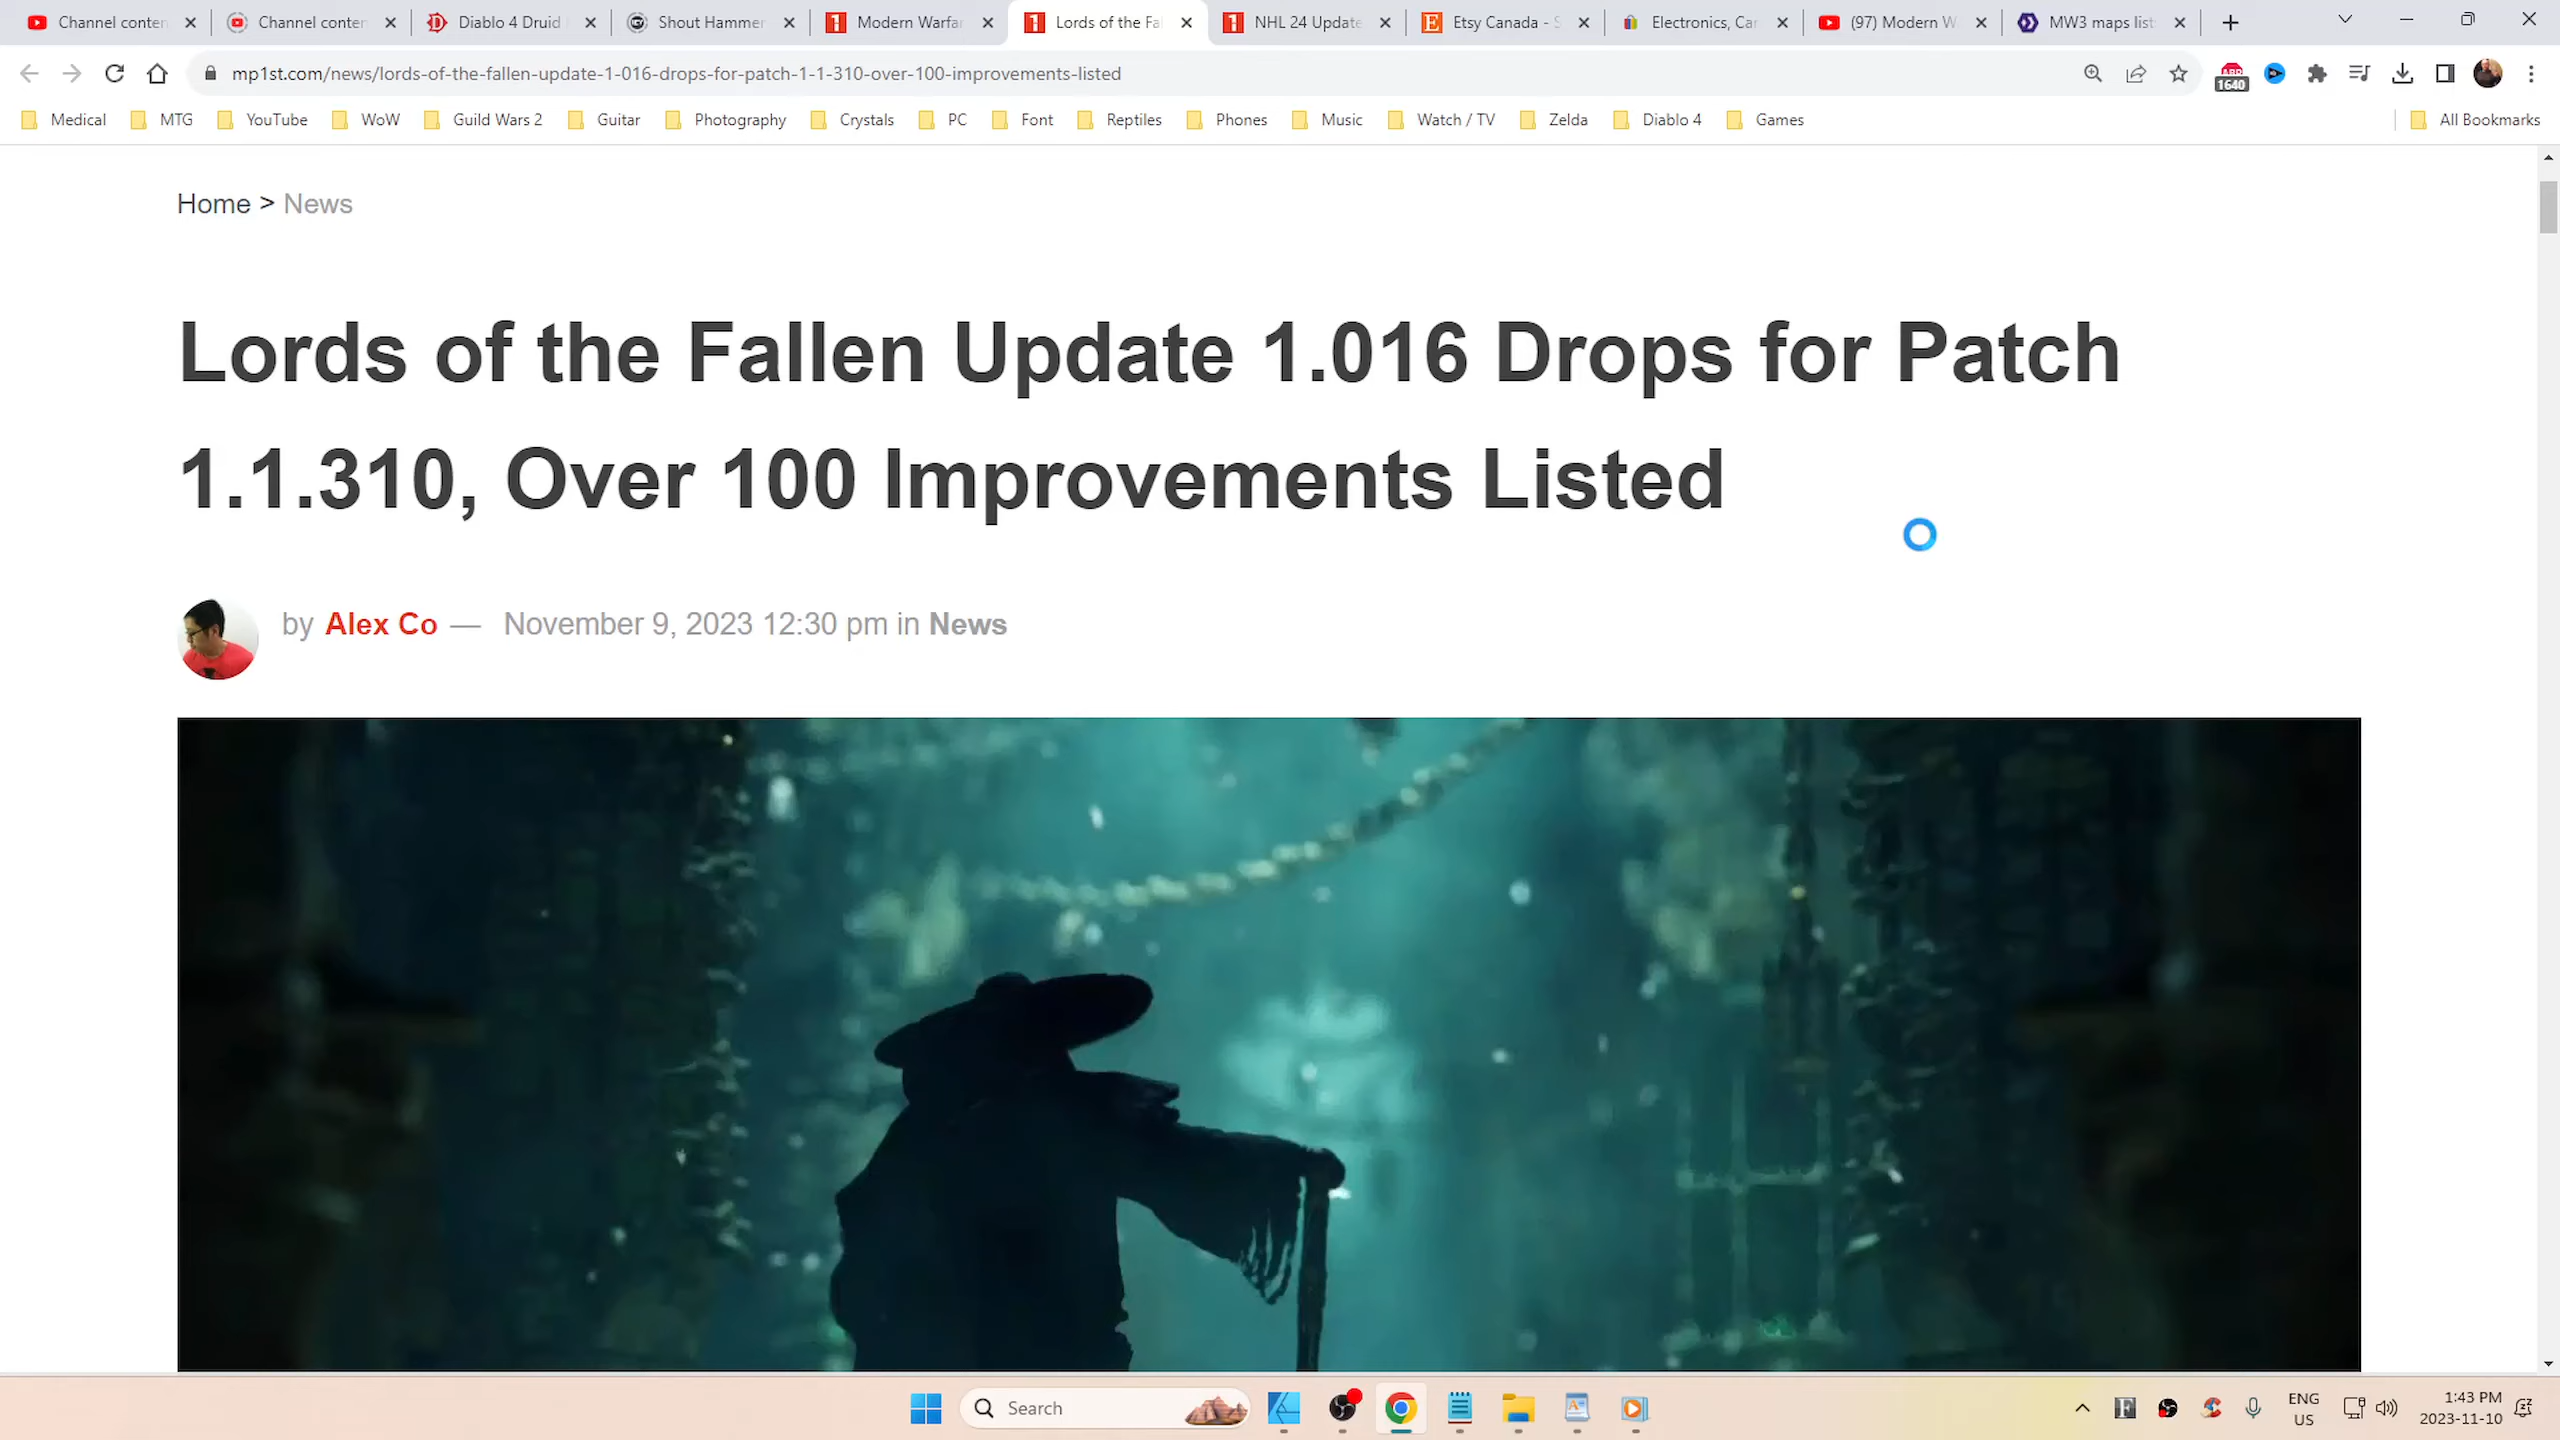 Channel conten
Channel conten
Diablo 4 Druid
Shout Hammer
Modern Warfar
Lords of the Fa
NHL 24 Update
Etsy Canada - S
Electronics, Car
(97) Modern W
MW3 maps list
mp1st.com/news/lords-of-the-fallen-update-1-016-drops-for-patch-1-1-310-over-100-improvements-listed
1640
Medical
MTG
YouTube
WoW
Guild Wars 2
Guitar
Photography
Crystals
PC
Font
Reptiles
Phones
Music
Watch / TV
Zelda
Diablo 4
Games
All Bookmarks
Home > News
Lords of the Fallen Update 1.016 Drops for Patch
1.1.310, Over 100 Improvements Listed
by Alex Co — November 9, 2023 12:30 pm in News
Search
ENG
US
1:43 PM
2023-11-10